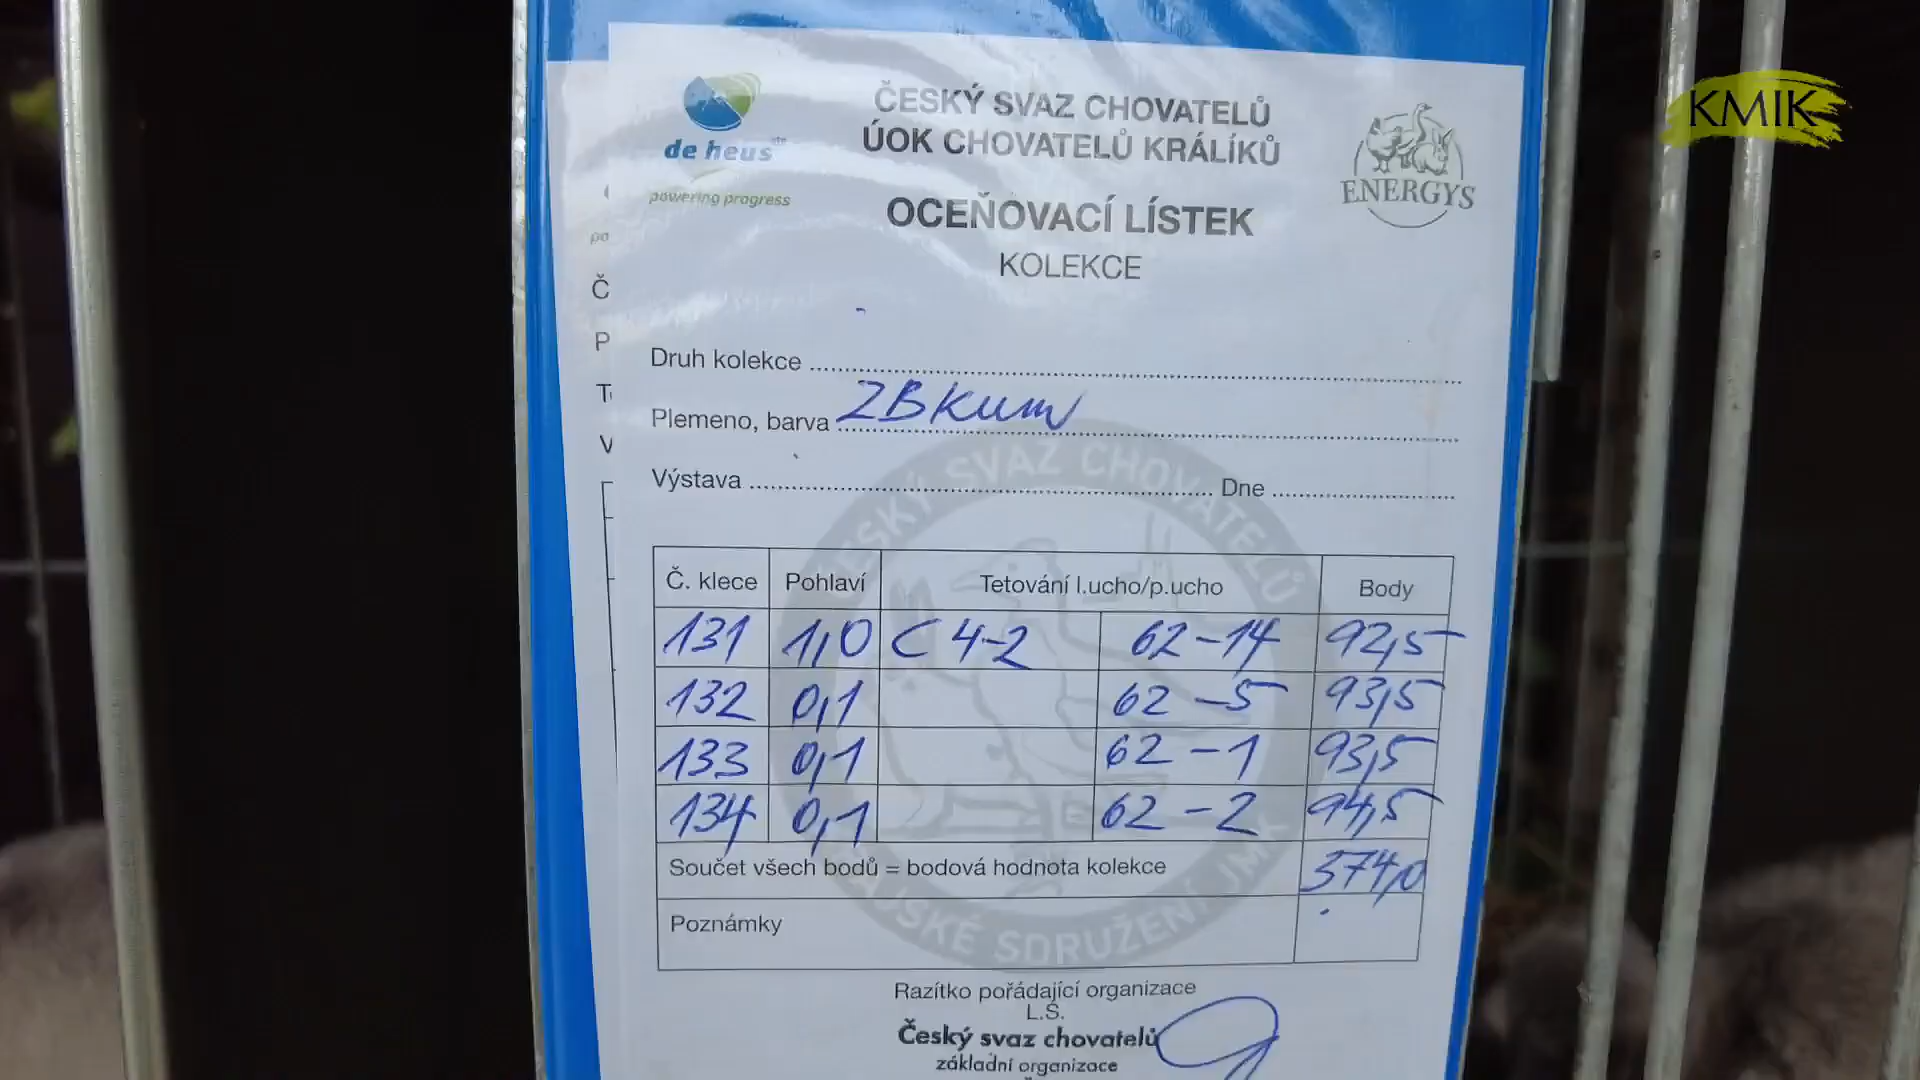 KMIK
de heus
powering progress
ČESKÝ SVAZ CHOVATELŮ
ÚOK CHOVATELŮ KRÁLÍKŮ
OCEŇOVACÍ LÍSTEK
KOLEKCE
ENERGYS
po
Č
P
T
V
Druh kolekce
Plemeno, barva ZBKum
Výstava Dne
Č. klece Pohlaví Tetování l.ucho/p.ucho Body
131 1,0 C 4-2 62-14 92,5
132 0,1 62-5 93,5
133 0,1 62-1 93,5
134 0,1 62-2 94,5
Součet všech bodů = bodová hodnota kolekce 374,0
Poznámky
Razítko pořádající organizace
L.S.
Český svaz chovatelů
základní organizace